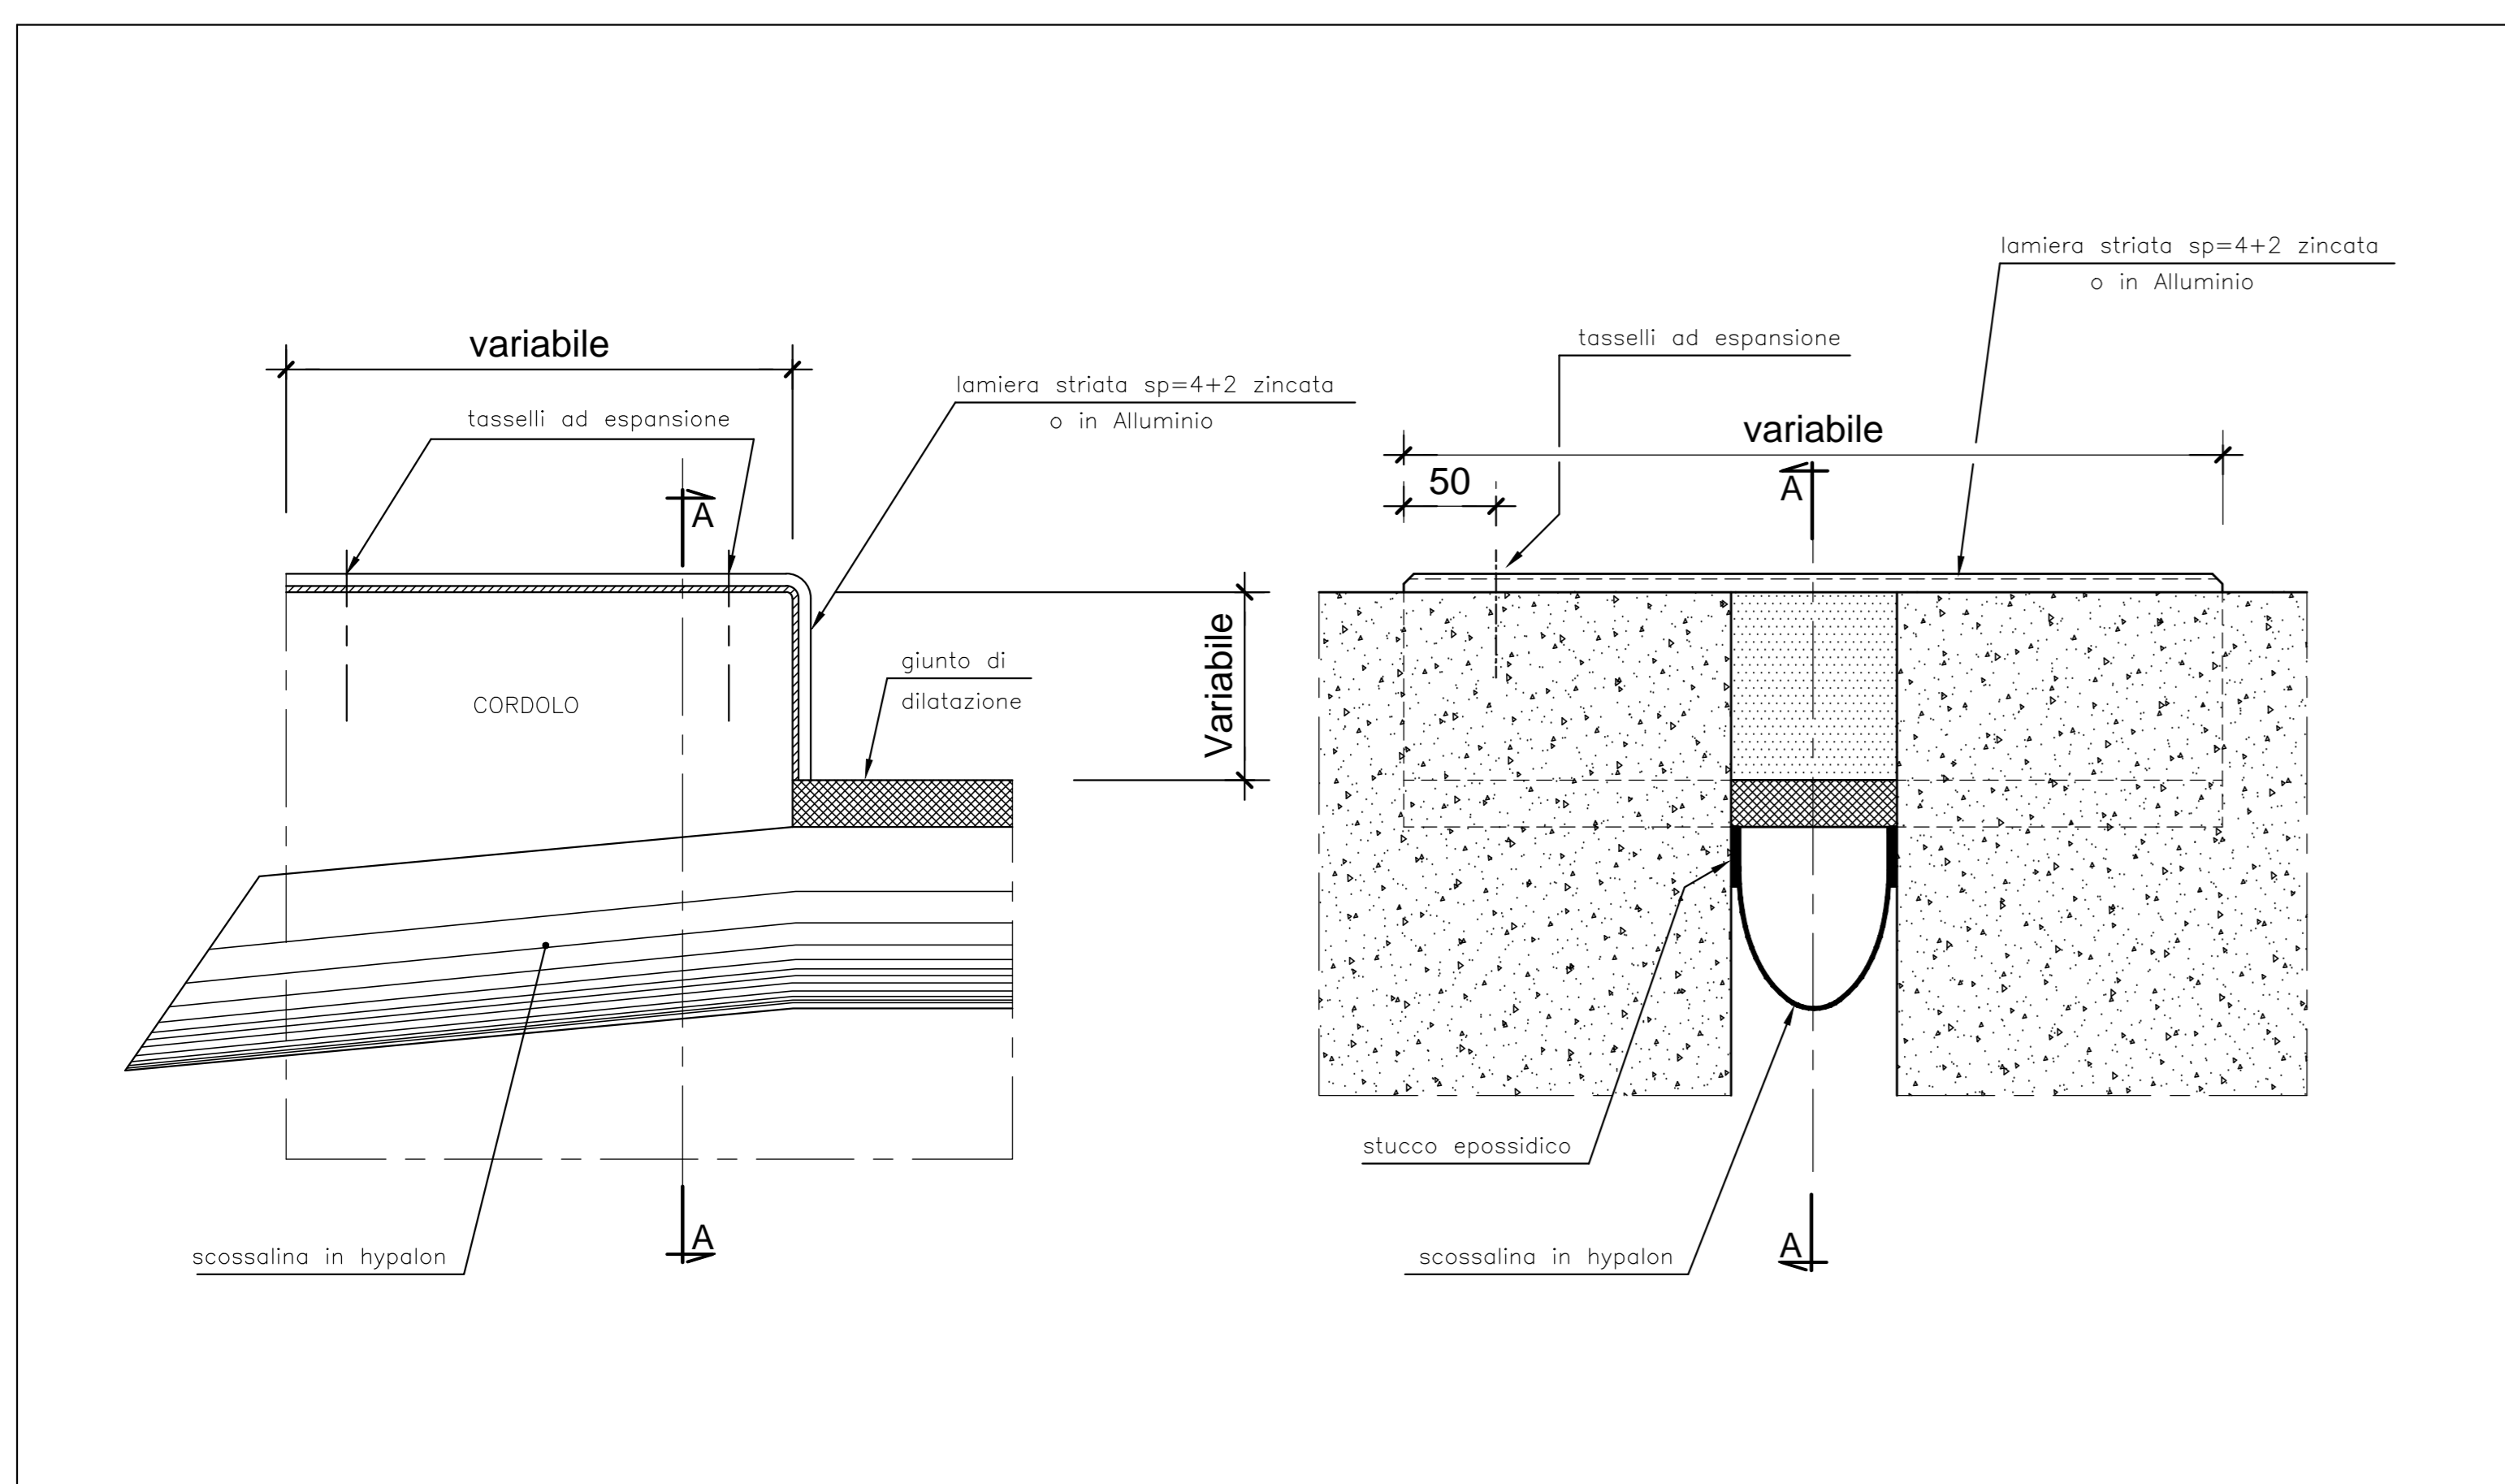 variabile
tasselli ad espansione
lamiera striata sp=4+2 zincata
o in Alluminio
A
CORDOLO
giunto di
dilatazione
Variabile
scossalina in hypalon
A
lamiera striata sp=4+2 zincata
o in Alluminio
tasselli ad espansione
variabile
50
A
stucco epossidico
scossalina in hypalon
A